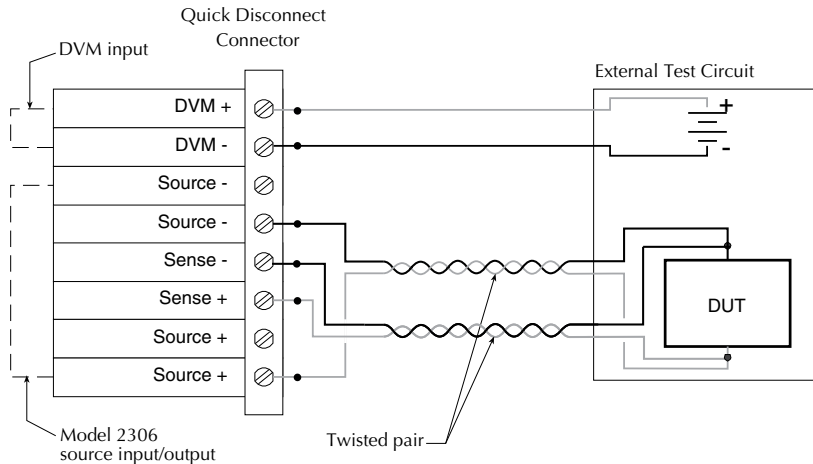 Quick Disconnect
Connector
DVM input
External Test Circuit
DVM +
DVM -
Source -
Source -
Sense -
Sense +
Source +
Source +
+
-
DUT
Model 2306
source input/output
Twisted pair